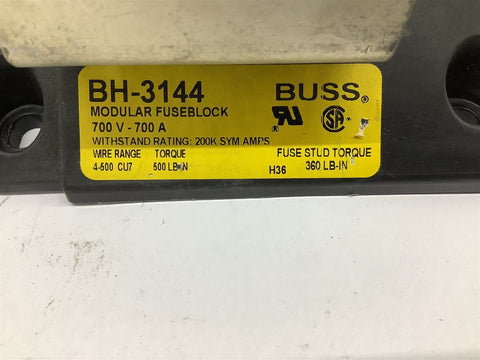 BH-3144 BUSS®
MODULAR FUSEBLOCK
700 V - 700 A
WITHSTAND RATING: 200K SYM AMPS
WIRE RANGE TORQUE FUSE STUD TORQUE
4-500 CU7 500 LB-IN H36 360 LB-IN